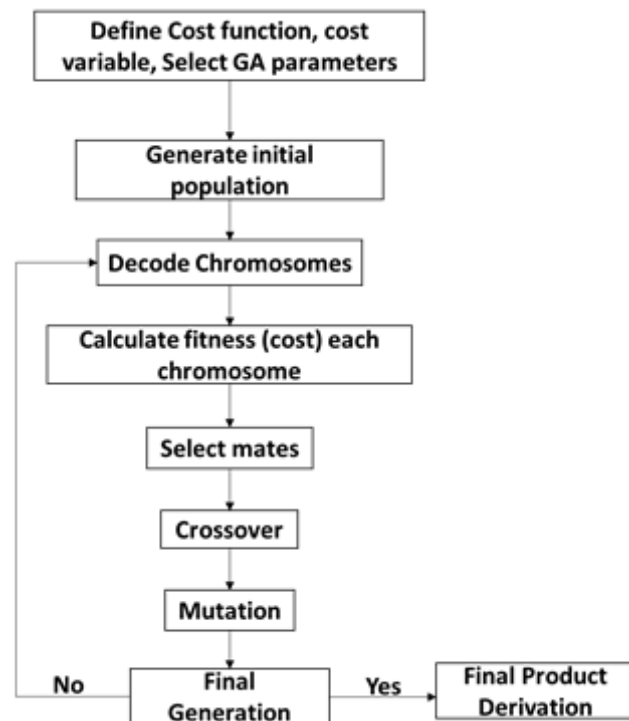 Define Cost function, cost
variable, Select GA parameters
Generate initial
population
Decode Chromosomes
Calculate fitness (cost) each
chromosome
Select mates
Crossover
Mutation
Final
Generation
No
Yes
Final Product
Derivation